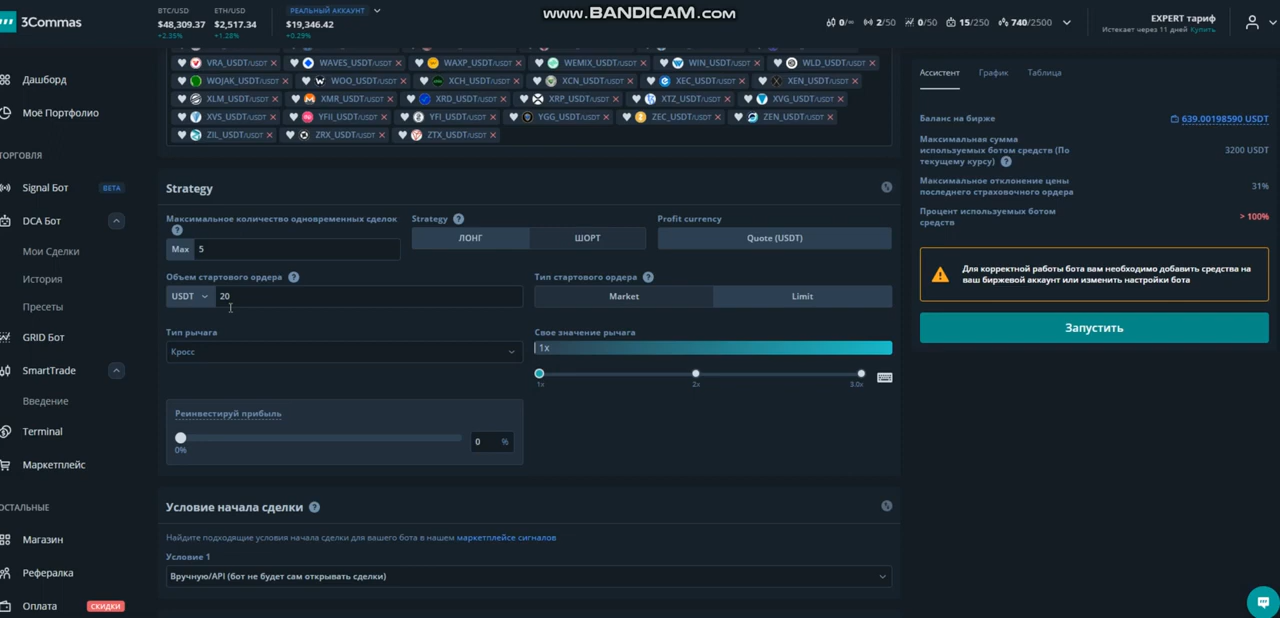 www.BANDICAM.com
3Commas
BTC/USD
$48,309.37
+2.35%
ETH/USD
$2,517.34
+1.28%
РЕАЛЬНЫЙ АККАУНТ
$19,346.42
+0.29%
0/∞
2/50
0/50
15/250
740/2500
EXPERT тариф
Истекает через 11 дней Купить
Дашборд
Моё Портфолио
ТОРГОВЛЯ
Signal Бот BETA
DCA Бот
Мои Сделки
История
Пресеты
GRID Бот
SmartTrade
Введение
Terminal
Маркетплейс
ОСТАЛЬНЫЕ
Магазин
Рефералка
Оплата СКИДКИ
VRA_USDT/USDT × WAVES_USDT/USDT × WAXP_USDT/USDT × WEMIX_USDT/USDT × WIN_USDT/USDT × WLD_USDT/USDT ×
WOJAK_USDT/USDT × WOO_USDT/USDT × XCH_USDT/USDT × XCN_USDT/USDT × XEC_USDT/USDT × XEN_USDT/USDT ×
XLM_USDT/USDT × XMR_USDT/USDT × XRD_USDT/USDT × XRP_USDT/USDT × XTZ_USDT/USDT × XVG_USDT/USDT ×
XVS_USDT/USDT × YFII_USDT/USDT × YFI_USDT/USDT × YGG_USDT/USDT × ZEC_USDT/USDT × ZEN_USDT/USDT ×
ZIL_USDT/USDT × ZRX_USDT/USDT × ZTX_USDT/USDT ×
Strategy
Максимальное количество одновременных сделок
?
Max 5
Strategy ?
ЛОНГ ШОРТ
Profit currency
Quote (USDT)
Объем стартового ордера ?
USDT 20
Тип стартового ордера ?
Market Limit
Тип рычага
Кросс
Свое значение рычага
1x
1x 2x 3.0x
Реинвестируй прибыль
0 %
0%
Условие начала сделки ?
Найдите подходящие условия начала сделки для вашего бота в нашем маркетплейсе сигналов
Условие 1
Вручную/API (бот не будет сам открывать сделки)
Ассистент График Таблица
Баланс на бирже 639.00198590 USDT
Максимальная сумма
используемых ботом средств (По
текущему курсу) ?
3200 USDT
Максимальное отклонение цены
последнего страховочного ордера
31%
Процент используемых ботом
средств
> 100%
Для корректной работы бота вам необходимо добавить средства на
ваш биржевой аккаунт или изменить настройки бота
Запустить